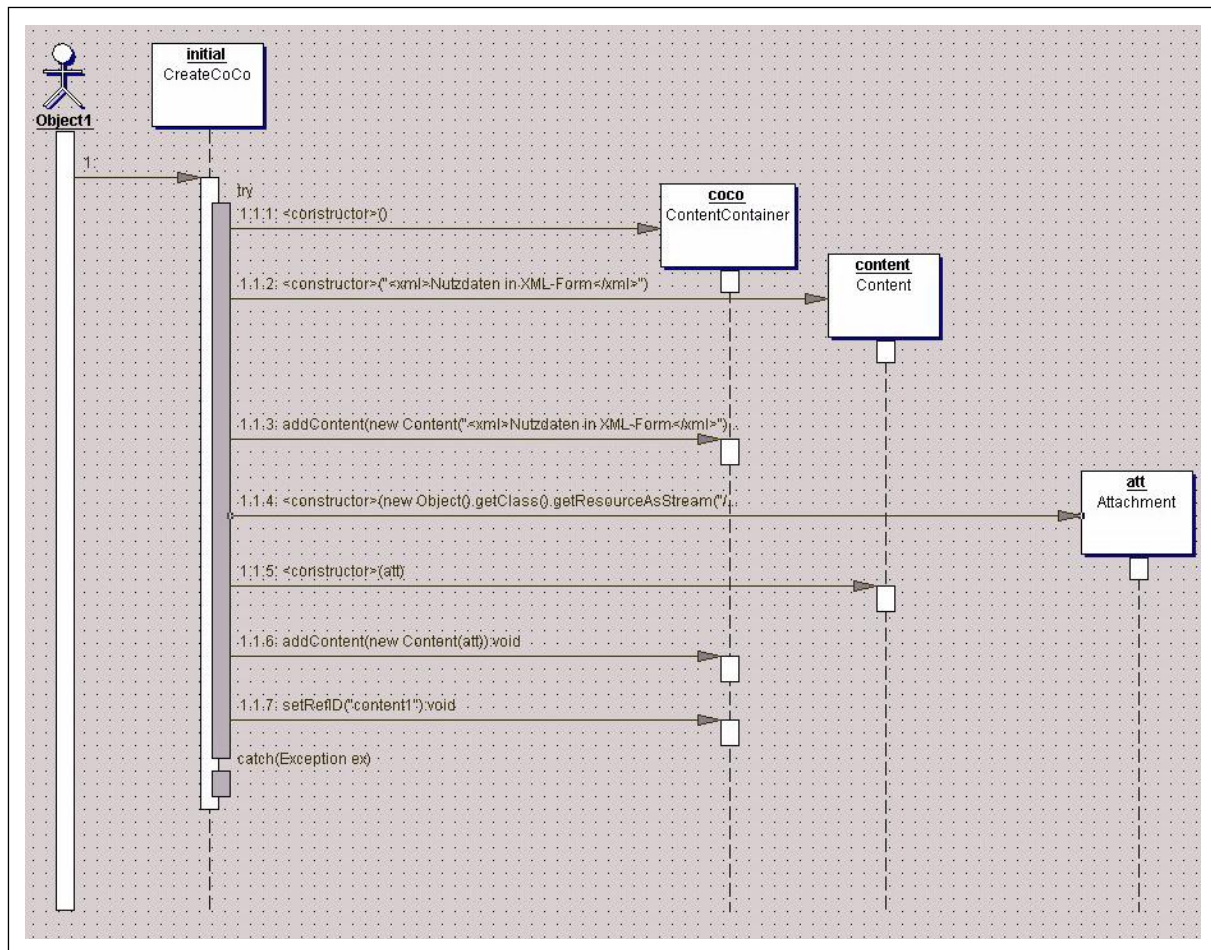 initial
CreateCoCo
Object1
1:
try
coco
ContentContainer
1.1.1: <constructor>()
content
Content
1.1.2: <constructor>("<xml>Nutzdaten in XML-Form</xml>")
1.1.3: addContent(new Content("<xml>Nutzdaten in XML-Form</xml>")...
att
Attachment
1.1.4: <constructor>(new Object().getClass().getResourceAsStream("/...
1.1.5: <constructor>(att)
1.1.6: addContent(new Content(att)):void
1.1.7: setRefID("content1"):void
catch(Exception ex)